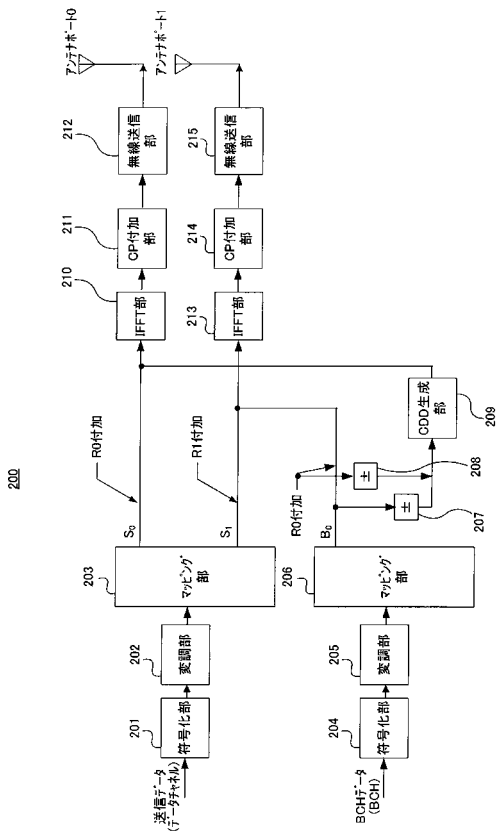 200
送信データ
(データチャネル)
201
符号化部
202
変調部
203
マッピング
部
S0
R0付加
S1
R1付加
210
IFFT部
211
CP付加
部
212
無線送信
部
アンテナポート0
213
IFFT部
214
CP付加
部
215
無線送信
部
アンテナポート1
BCHデータ
(BCH)
204
符号化部
205
変調部
206
マッピング
部
B0
R0付加
±
207
±
208
CDD生成
部
209